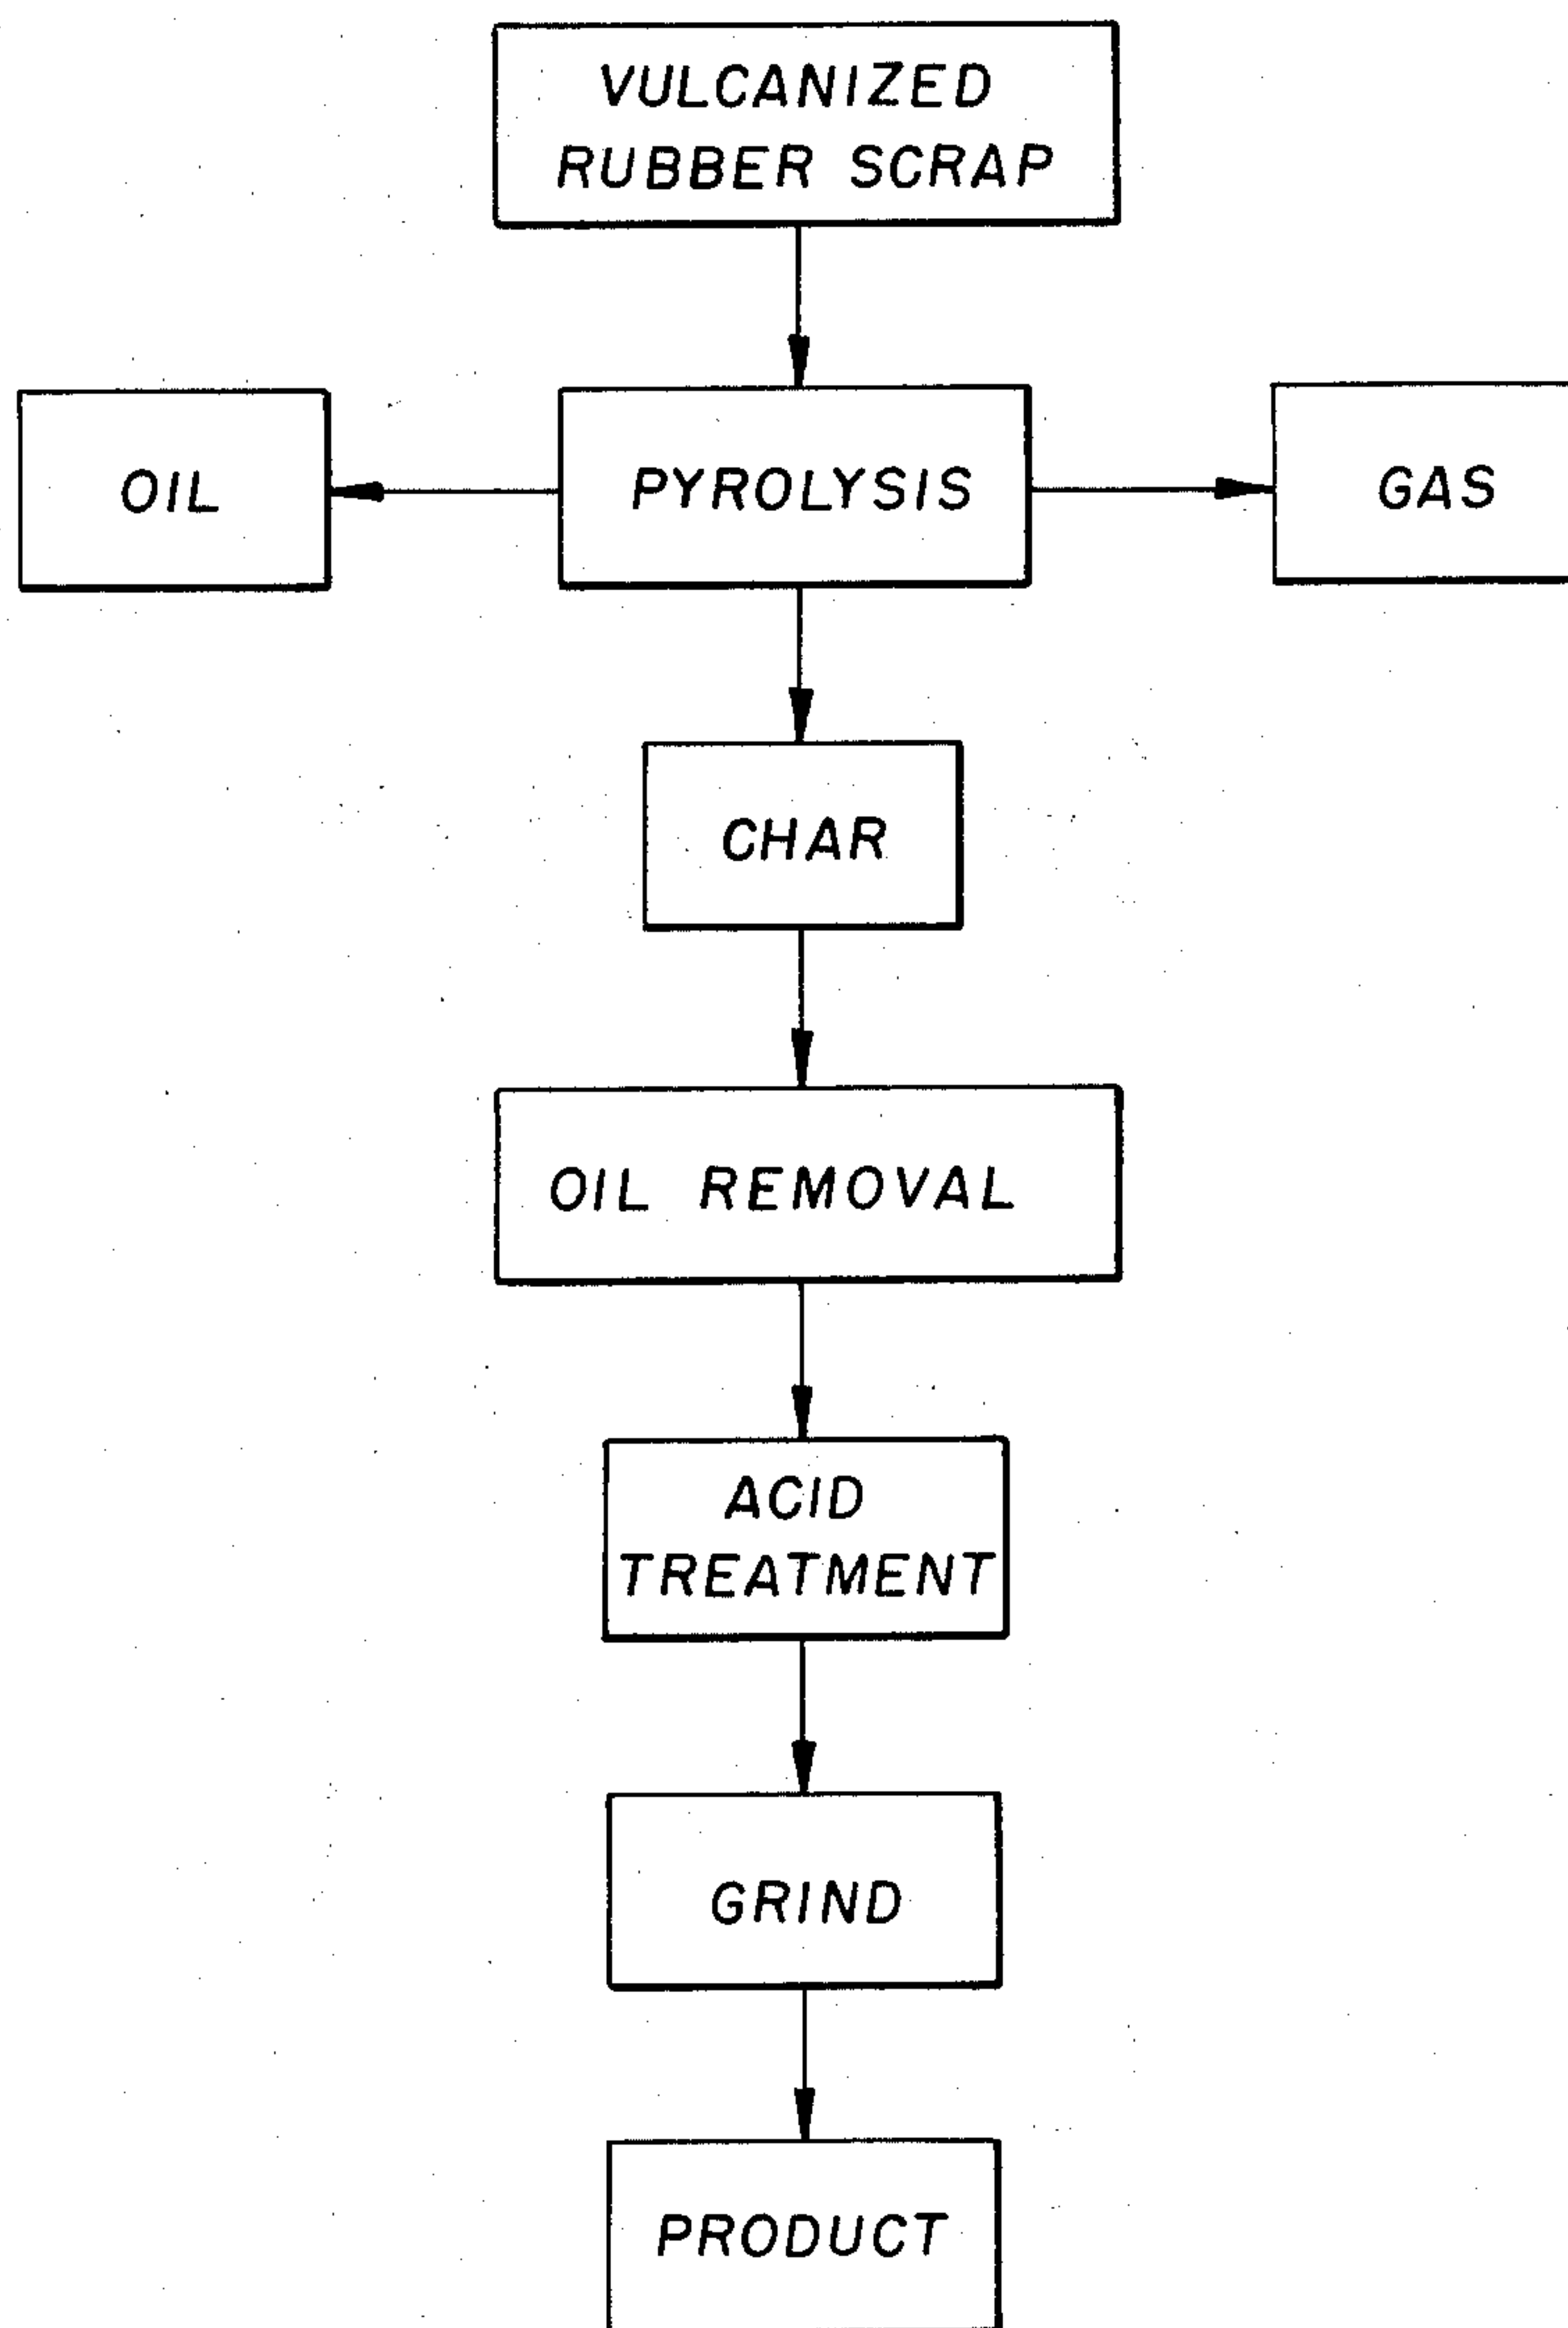 VULCANIZED
RUBBER SCRAP
OIL
PYROLYSIS
GAS
CHAR
OIL REMOVAL
ACID
TREATMENT
GRIND
PRODUCT